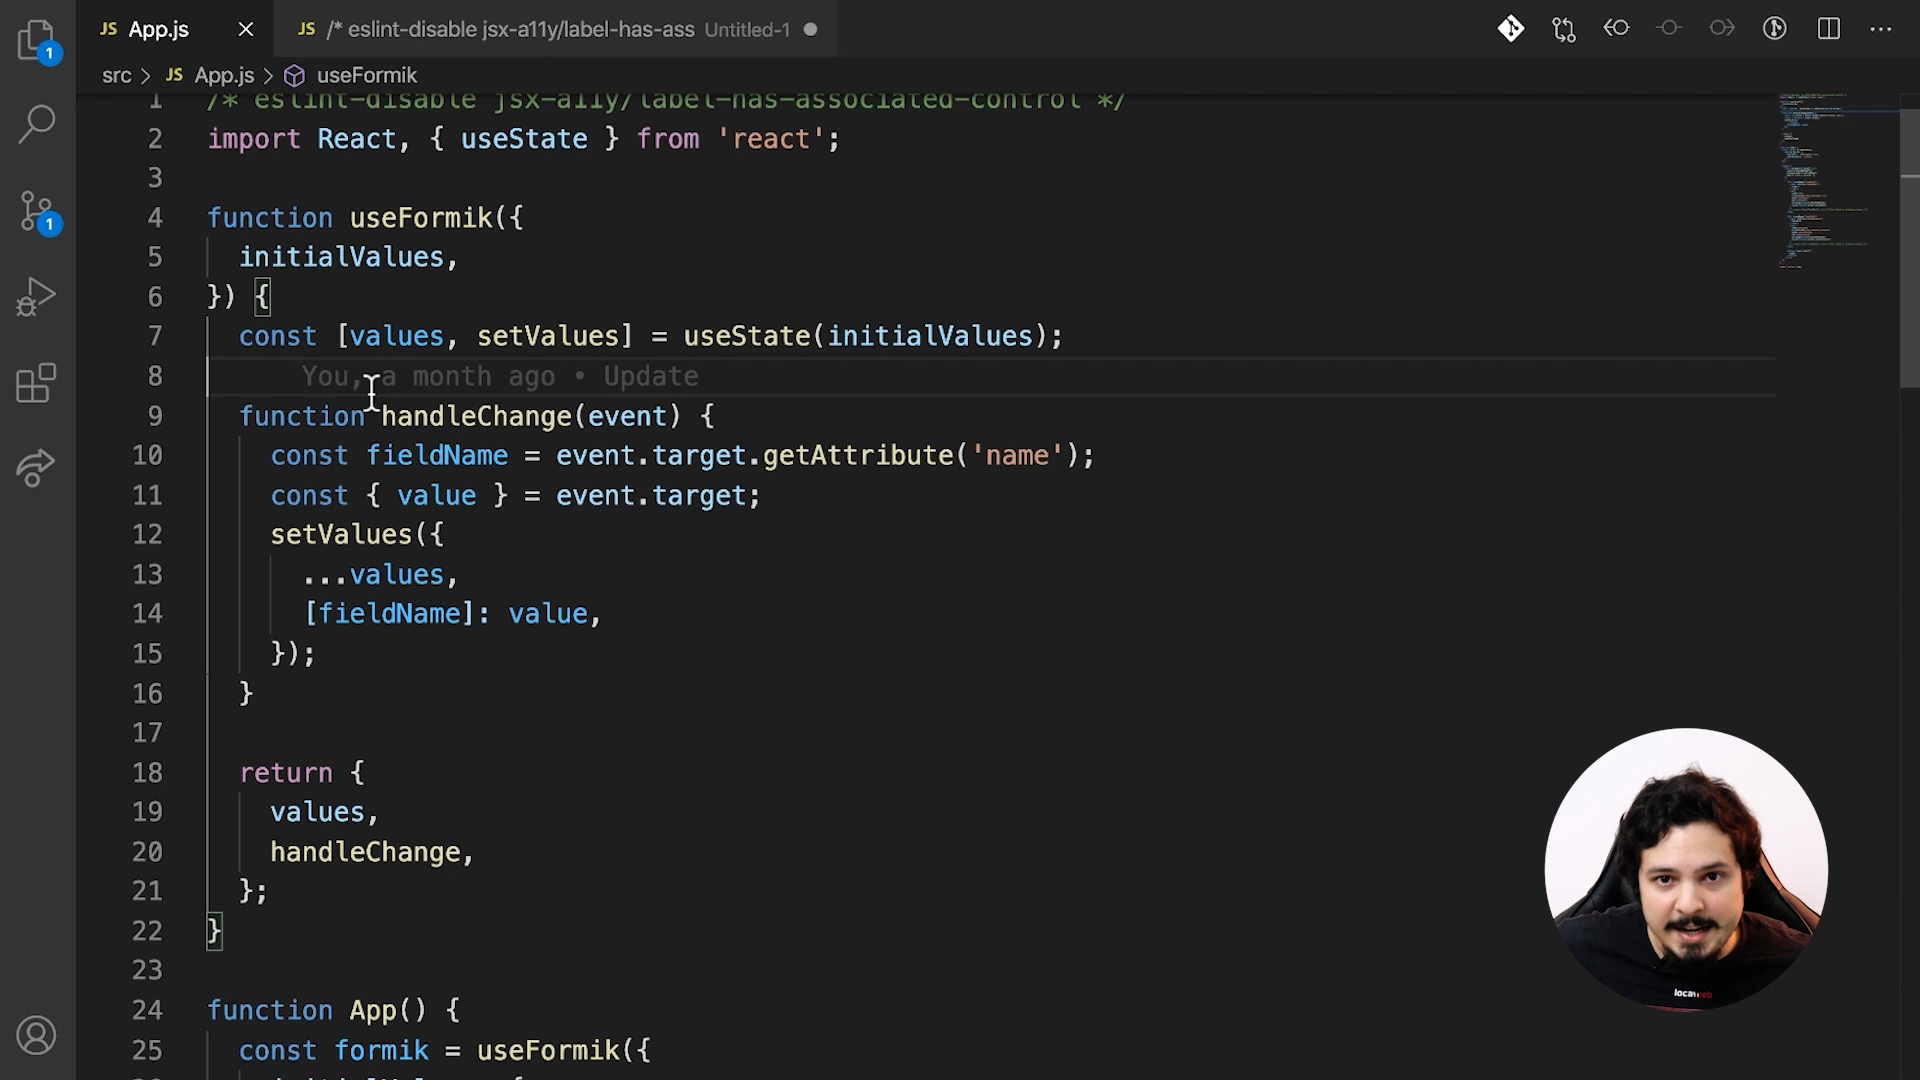 1
1
JS App.js
JS /* eslint-disable jsx-a11y/label-has-ass Untitled-1
src > JS App.js > useFormik
1 /* eslint-disable jsx-a11y/label-has-associated-control */
2 import React, { useState } from 'react';
3
4 function useFormik({
5 initialValues,
6 }) {
7 const [values, setValues] = useState(initialValues);
8 You, a month ago • Update
9 function handleChange(event) {
10 const fieldName = event.target.getAttribute('name');
11 const { value } = event.target;
12 setValues({
13 ...values,
14 [fieldName]: value,
15 });
16 }
17
18 return {
19 values,
20 handleChange,
21 };
22 }
23
24 function App() {
25 const formik = useFormik({
locaweb